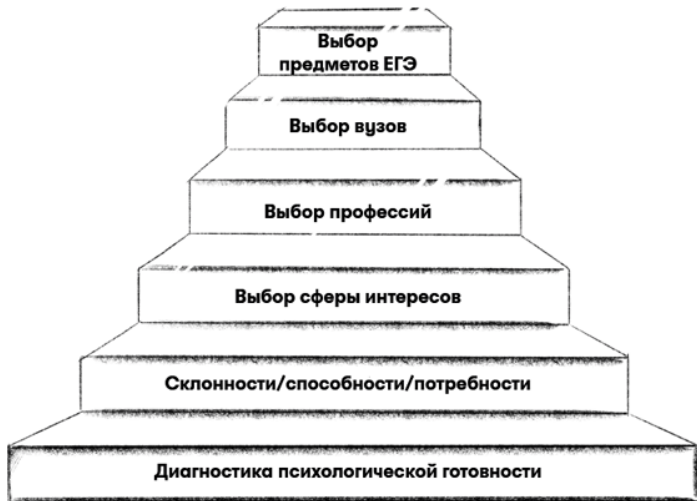 Выбор
предметов ЕГЭ
Выбор вузов
Выбор профессий
Выбор сферы интересов
Склонности/способности/потребности
Диагностика психологической готовности